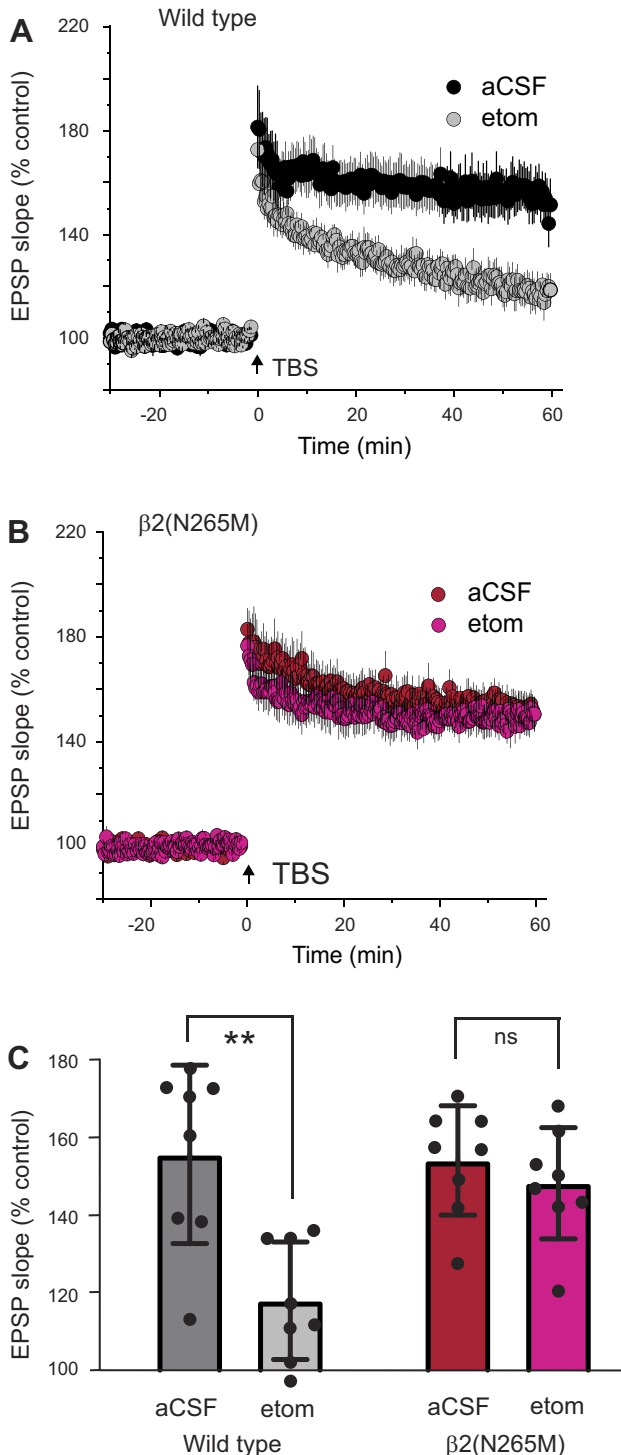 A
Wild type
EPSP slope (% control)
220
180
140
100
aCSF
etom
TBS
-20
0
20
40
60
Time (min)
B
β2(N265M)
EPSP slope (% control)
220
180
140
100
aCSF
etom
TBS
-20
0
20
40
60
Time (min)
C
EPSP slope (% control)
180
160
140
120
100
**
ns
aCSF
etom
aCSF
etom
Wild type
β2(N265M)